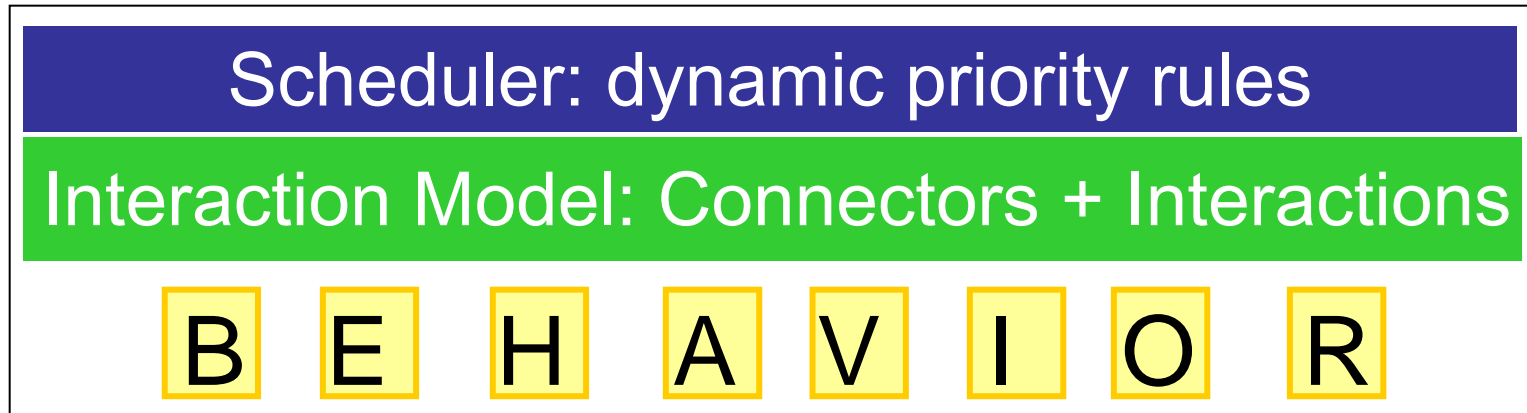 Scheduler: dynamic priority rules
Interaction Model: Connectors + Interactions
B E H A V I O R